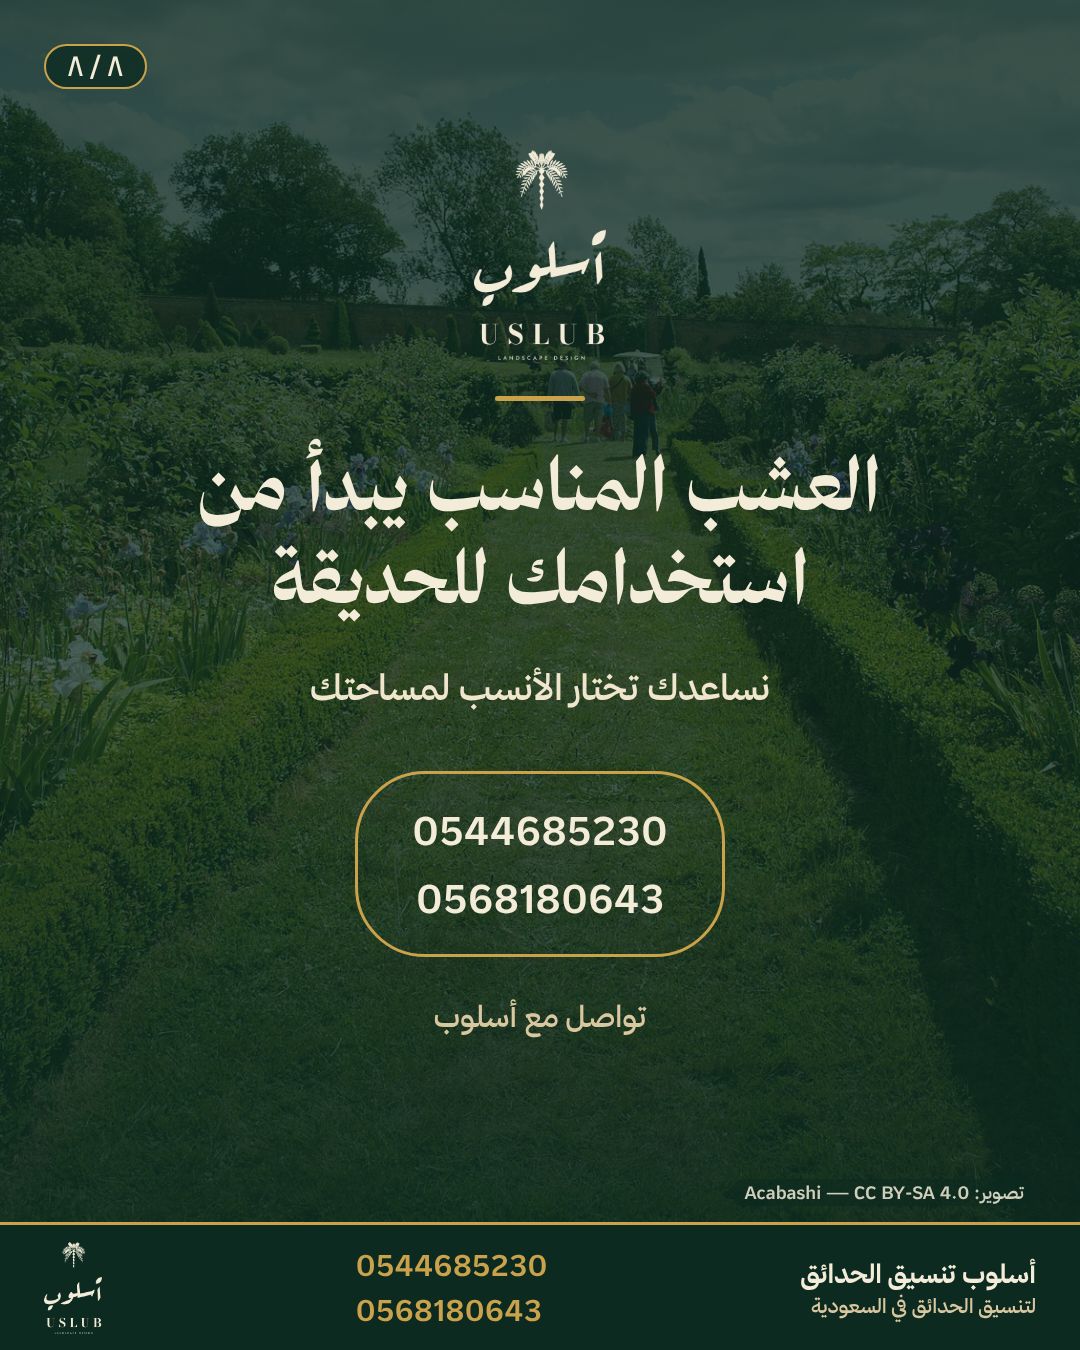 ٨/٨
أسلوب
USLUB
LANDSCAPE DESIGN
العشب المناسب يبدأ من
استخدامك للحديقة
نساعدك تختار الأنسب لمساحتك
0544685230
0568180643
تواصل مع أسلوب
تصوير: Acabashi — CC BY-SA 4.0
أسلوب تنسيق الحدائق
لتنسيق الحدائق في السعودية
0544685230
0568180643
أسلوب
USLUB
LANDSCAPE DESIGN